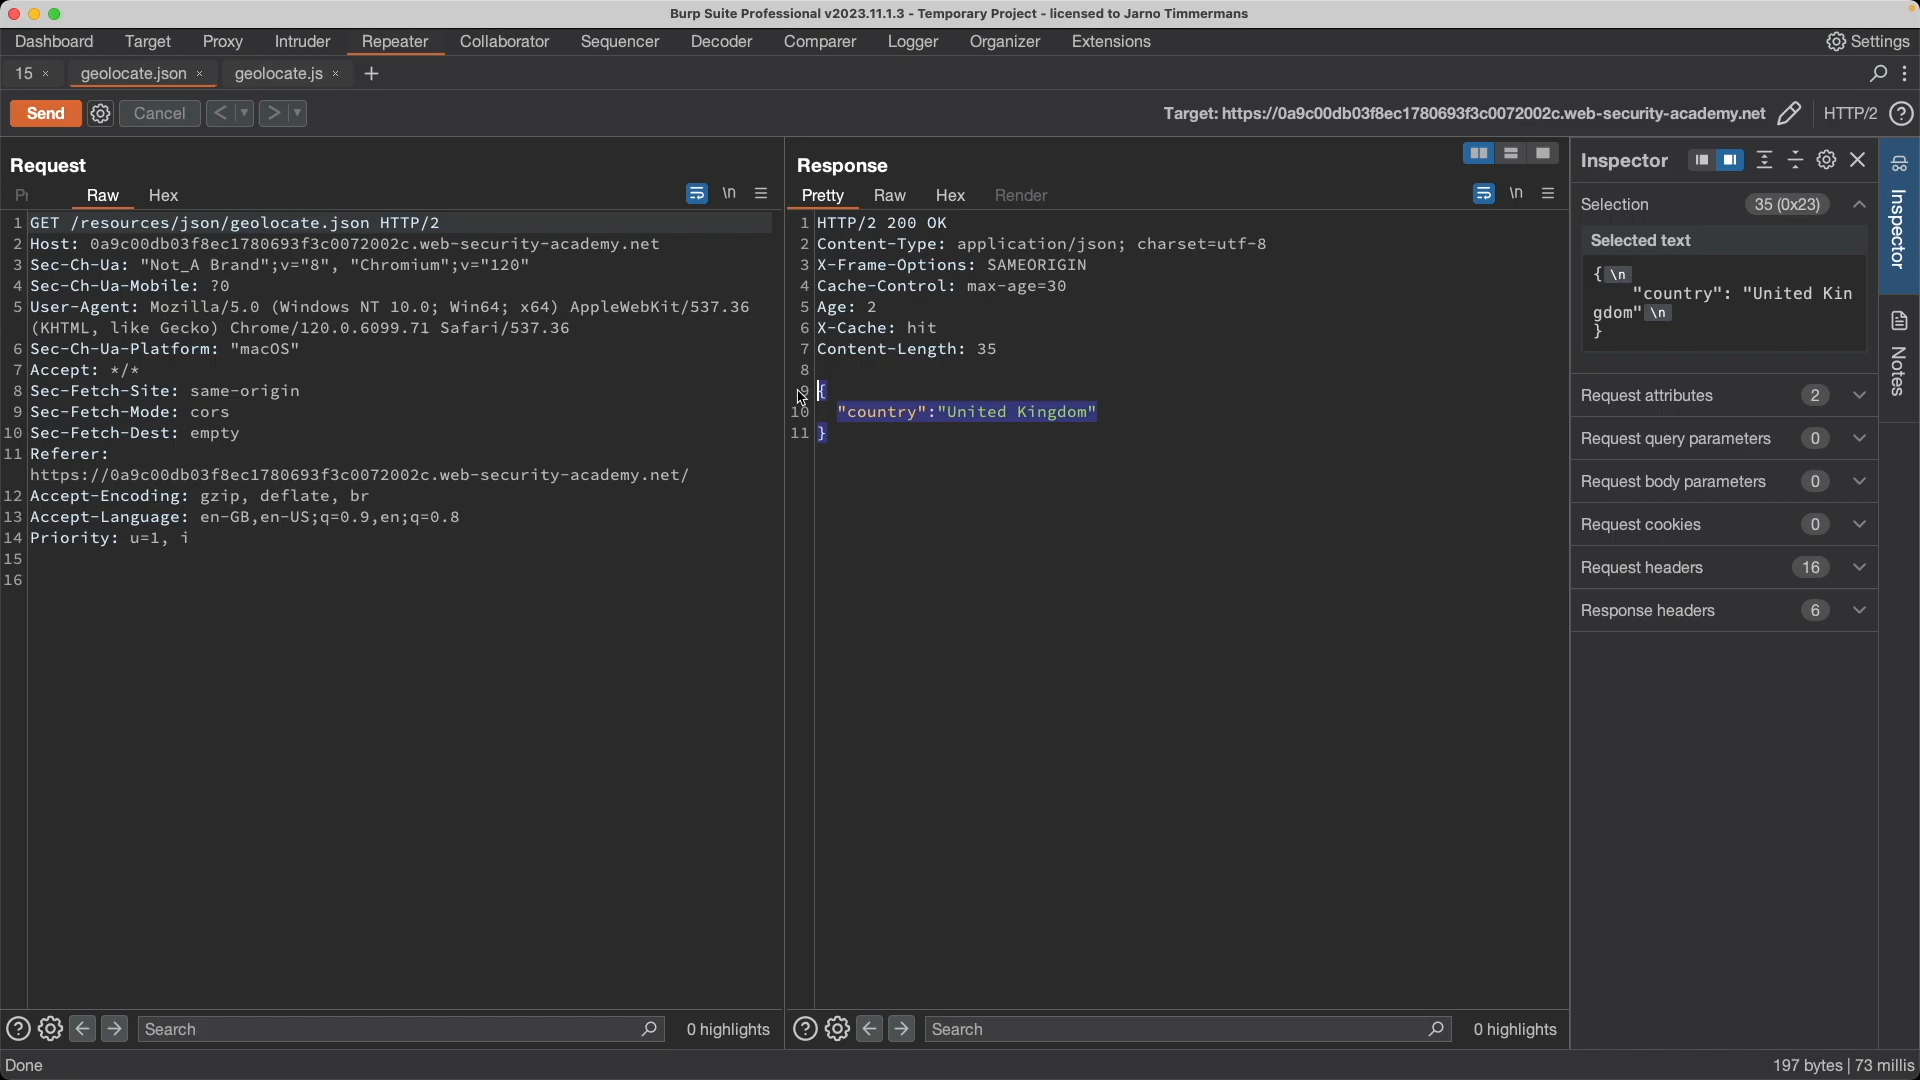 Burp Suite Professional v2023.11.1.3 - Temporary Project - licensed to Jarno Timmermans
Dashboard Target Proxy Intruder Repeater Collaborator Sequencer Decoder Comparer Logger Organizer Extensions Settings
15 × geolocate.json × geolocate.js × +
Send Cancel < > Target: https://0a9c00db03f8ec1780693f3c0072002c.web-security-academy.net HTTP/2 ?
Request
Raw Hex \n
1 GET /resources/json/geolocate.json HTTP/2
2 Host: 0a9c00db03f8ec1780693f3c0072002c.web-security-academy.net
3 Sec-Ch-Ua: "Not_A Brand";v="8", "Chromium";v="120"
4 Sec-Ch-Ua-Mobile: ?0
5 User-Agent: Mozilla/5.0 (Windows NT 10.0; Win64; x64) AppleWebKit/537.36
(KHTML, like Gecko) Chrome/120.0.6099.71 Safari/537.36
6 Sec-Ch-Ua-Platform: "macOS"
7 Accept: */*
8 Sec-Fetch-Site: same-origin
9 Sec-Fetch-Mode: cors
10 Sec-Fetch-Dest: empty
11 Referer:
https://0a9c00db03f8ec1780693f3c0072002c.web-security-academy.net/
12 Accept-Encoding: gzip, deflate, br
13 Accept-Language: en-GB,en-US;q=0.9,en;q=0.8
14 Priority: u=1, i
15
16
? Search 0 highlights
Response
Pretty Raw Hex Render \n
1 HTTP/2 200 OK
2 Content-Type: application/json; charset=utf-8
3 X-Frame-Options: SAMEORIGIN
4 Cache-Control: max-age=30
5 Age: 2
6 X-Cache: hit
7 Content-Length: 35
8
9 {
10 "country":"United Kingdom"
11 }
? Search 0 highlights
Inspector
Selection 35 (0x23)
Selected text
{ \n
"country": "United Kin
gdom" \n
}
Request attributes 2
Request query parameters 0
Request body parameters 0
Request cookies 0
Request headers 16
Response headers 6
Inspector
Notes
Done 197 bytes | 73 millis